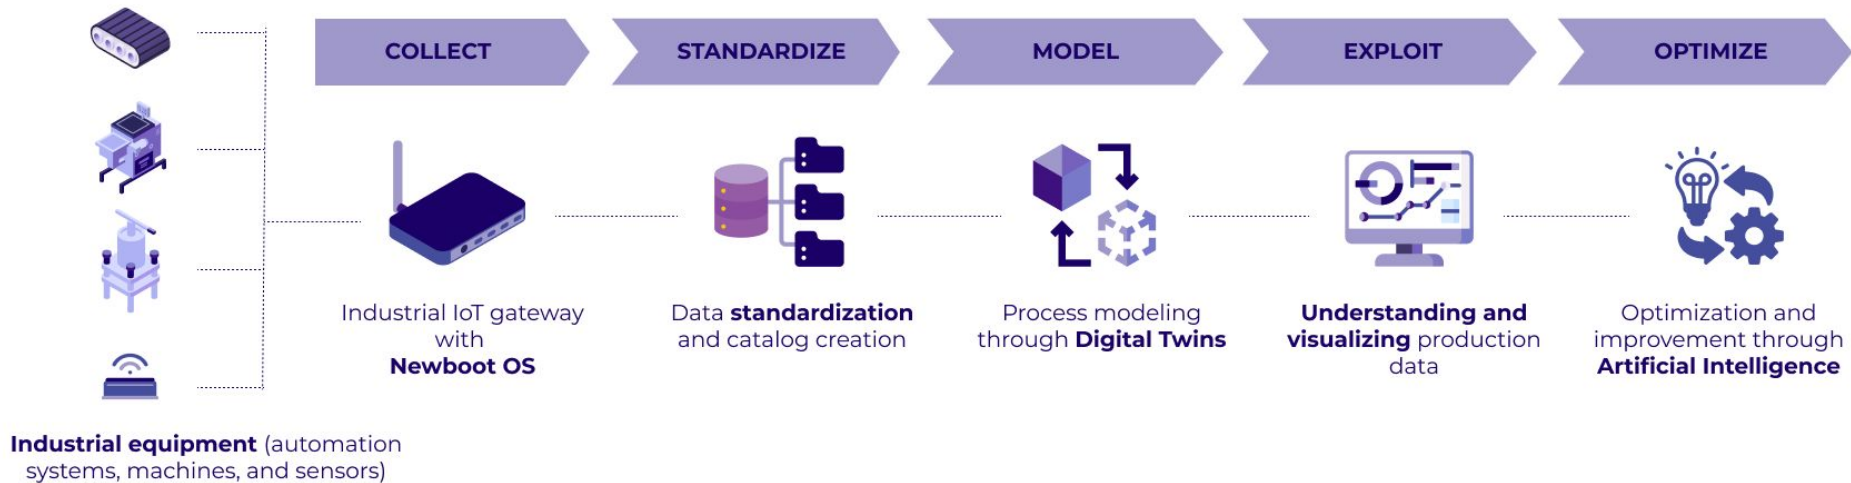 COLLECT
STANDARDIZE
MODEL
EXPLOIT
OPTIMIZE
Industrial IoT gateway
with
Newboot OS
Data standardization
and catalog creation
Process modeling
through Digital Twins
Understanding and
visualizing production
data
Optimization and
improvement through
Artificial Intelligence
Industrial equipment (automation
systems, machines, and sensors)